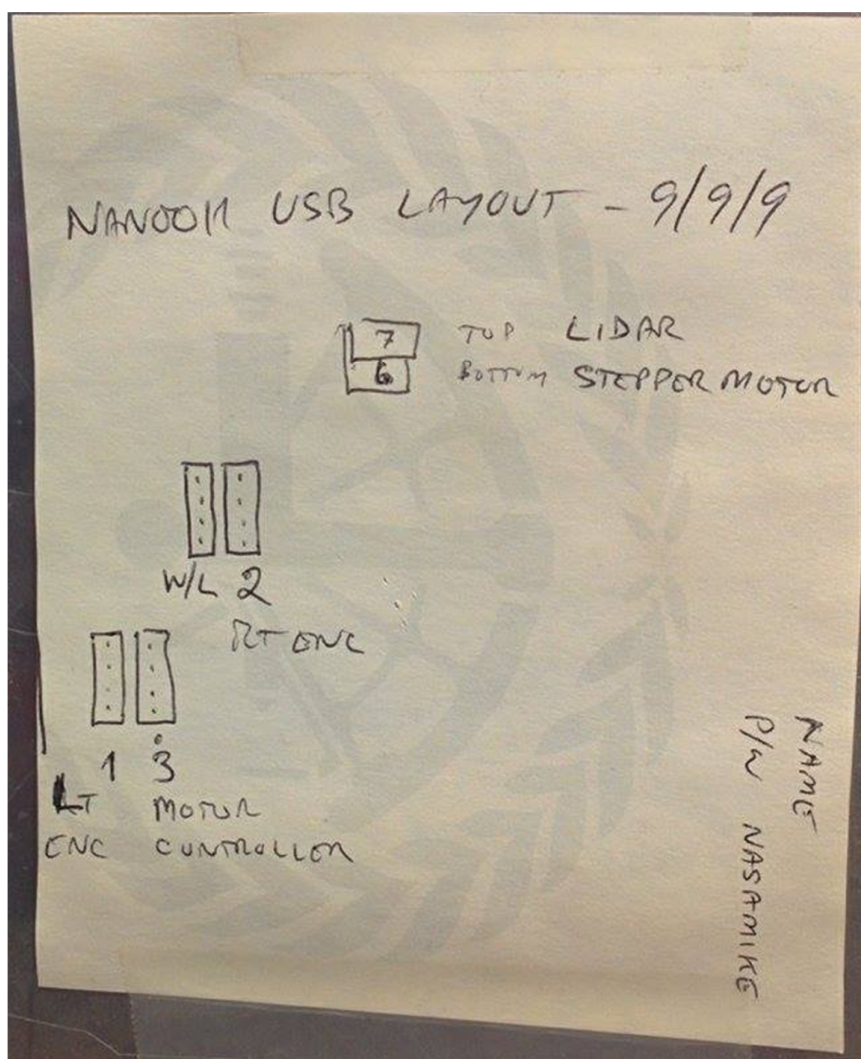 NANOOK USB LAYOUT - 9/9/9
7 TOP LIDAR
6 BOTTOM STEPPER MOTOR
W/L 2
RT ENC
1 3
LT MOTOR
ENC CONTROLLER
NAME
P/W NASAMIKE